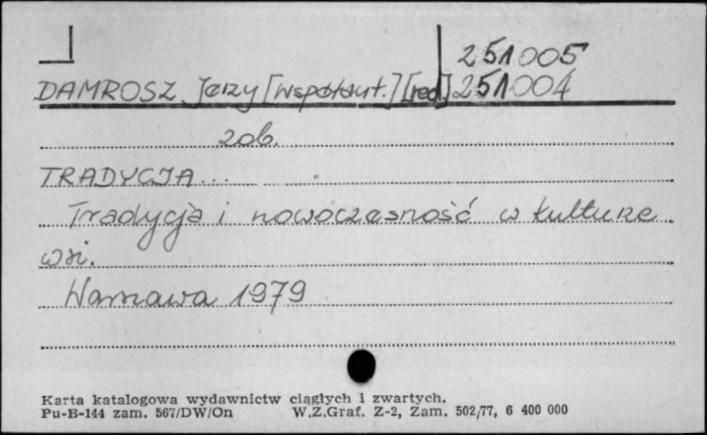 251005
DAMROSZ Jerzy [współaut.] [red] 251004
zob.
TRADYCJA...
Tradycja i nowoczesność w kulturze
wsi.
Warszawa 1979
Karta katalogowa wydawnictw ciągłych i zwartych.
Pu-B-144 zam. 567/DW/On W.Z.Graf. Z-2, Zam. 502/77, 6 400 000